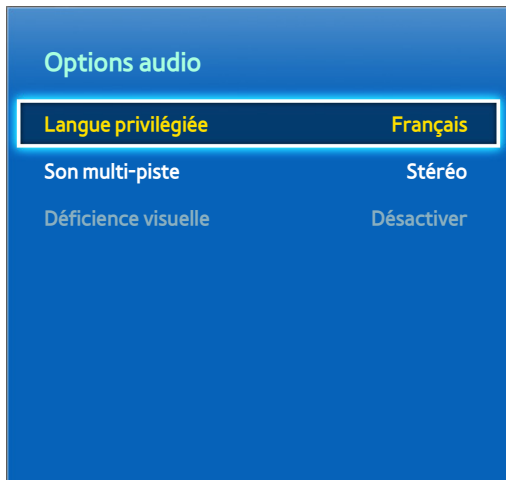 Options audio
Langue privilégiée Français
Son multi-piste Stéréo
Déficience visuelle Désactiver